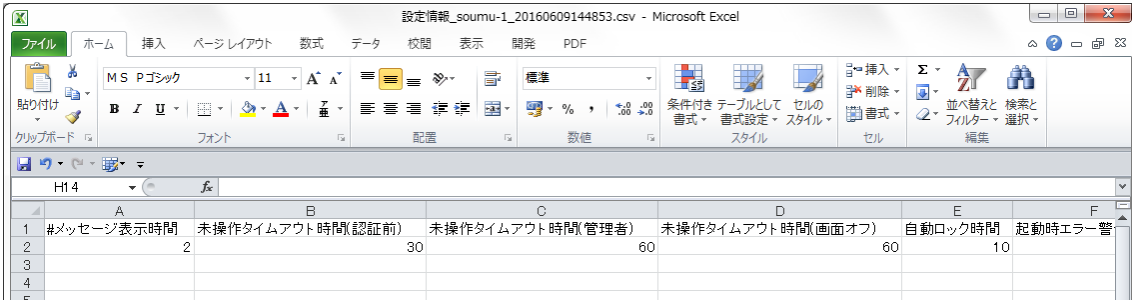 設定情報_soumu-1_20160609144853.csv - Microsoft Excel
ファイル ホーム 挿入 ページ レイアウト 数式 データ 校閲 表示 開発 PDF
ＭＳ Ｐゴシック 11 A A 標準
貼り付け B I U A % ,
条件付き書式 テーブルとして書式設定 セルのスタイル
挿入 削除 書式
Σ 並べ替えとフィルター 検索と選択
クリップボード フォント 配置 数値 スタイル セル 編集
H14 fx
A B C D E F
1 #メッセージ表示時間 未操作タイムアウト時間(認証前) 未操作タイムアウト時間(管理者) 未操作タイムアウト時間(画面オフ) 自動ロック時間 起動時エラー警
2 2 30 60 60 10
3
4
5